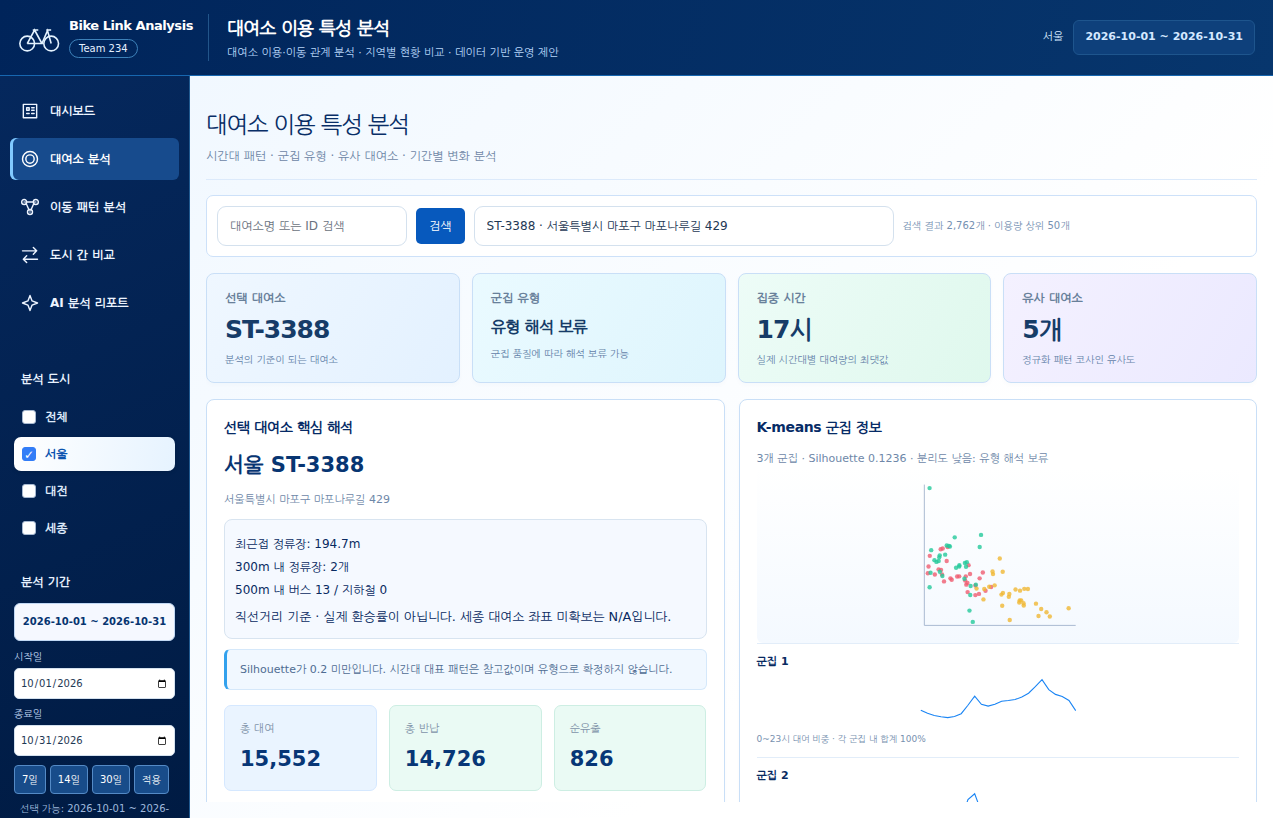 Bike Link Analysis
Team 234
대여소 이용 특성 분석
대여소 이용·이동 관계 분석 · 지역별 현황 비교 · 데이터 기반 운영 제안
서울
2026-10-01 ~ 2026-10-31
대시보드
대여소 분석
이동 패턴 분석
도시 간 비교
AI 분석 리포트
분석 도시
전체
서울
대전
세종
분석 기간
2026-10-01 ~ 2026-10-31
시작일
10/01/2026
종료일
10/31/2026
7일
14일
30일
적용
선택 가능: 2026-10-01 ~ 2026-
대여소 이용 특성 분석
시간대 패턴 · 군집 유형 · 유사 대여소 · 기간별 변화 분석
대여소명 또는 ID 검색
검색
ST-3388 · 서울특별시 마포구 마포나루길 429
검색 결과 2,762개 · 이용량 상위 50개
선택 대여소
ST-3388
분석의 기준이 되는 대여소
군집 유형
유형 해석 보류
군집 품질에 따라 해석 보류 가능
집중 시간
17시
실제 시간대별 대여량의 최댓값
유사 대여소
5개
정규화 패턴 코사인 유사도
선택 대여소 핵심 해석
서울 ST-3388
서울특별시 마포구 마포나루길 429
최근접 정류장: 194.7m
300m 내 정류장: 2개
500m 내 버스 13 / 지하철 0
직선거리 기준 · 실제 환승률이 아닙니다. 세종 대여소 좌표 미확보는 N/A입니다.
Silhouette가 0.2 미만입니다. 시간대 대표 패턴은 참고값이며 유형으로 확정하지 않습니다.
총 대여
15,552
총 반납
14,726
순유출
826
K-means 군집 정보
3개 군집 · Silhouette 0.1236 · 분리도 낮음: 유형 해석 보류
군집 1
0~23시 대여 비중 · 각 군집 내 합계 100%
군집 2